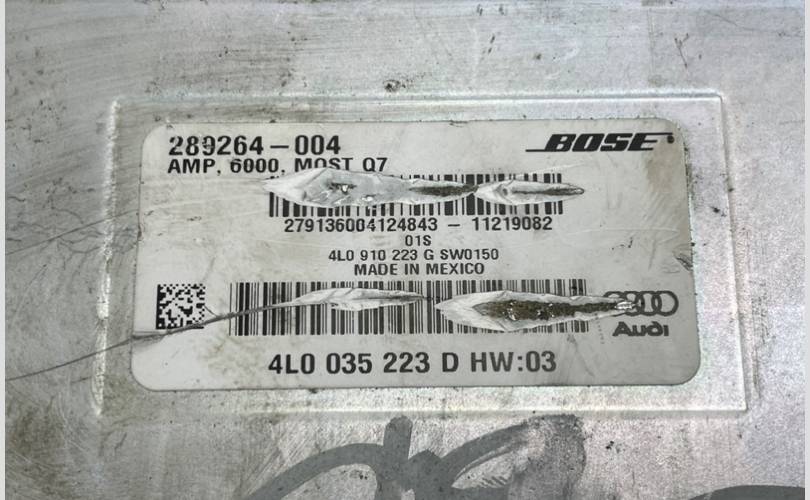 289264-004
BOSE
AMP, 6000, MOST Q7
279136004124843 - 11219082
01S
4L0 910 223 G SW0150
MADE IN MEXICO
Audi
4L0 035 223 D HW:03